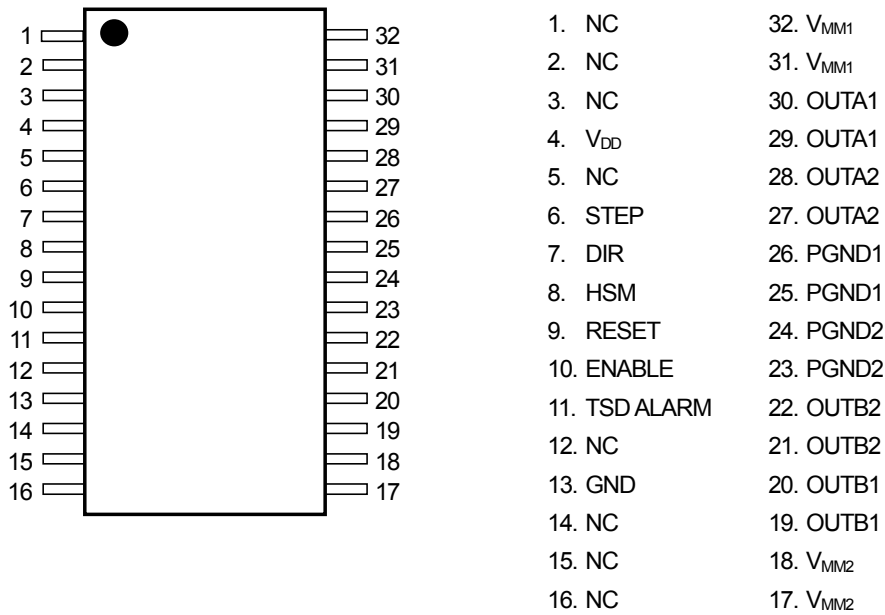 1 32
2 31
3 30
4 29
5 28
6 27
7 26
8 25
9 24
10 23
11 22
12 21
13 20
14 19
15 18
16 17
1. NC 32. VMM1
2. NC 31. VMM1
3. NC 30. OUTA1
4. VDD 29. OUTA1
5. NC 28. OUTA2
6. STEP 27. OUTA2
7. DIR 26. PGND1
8. HSM 25. PGND1
9. RESET 24. PGND2
10. ENABLE 23. PGND2
11. TSD ALARM 22. OUTB2
12. NC 21. OUTB2
13. GND 20. OUTB1
14. NC 19. OUTB1
15. NC 18. VMM2
16. NC 17. VMM2